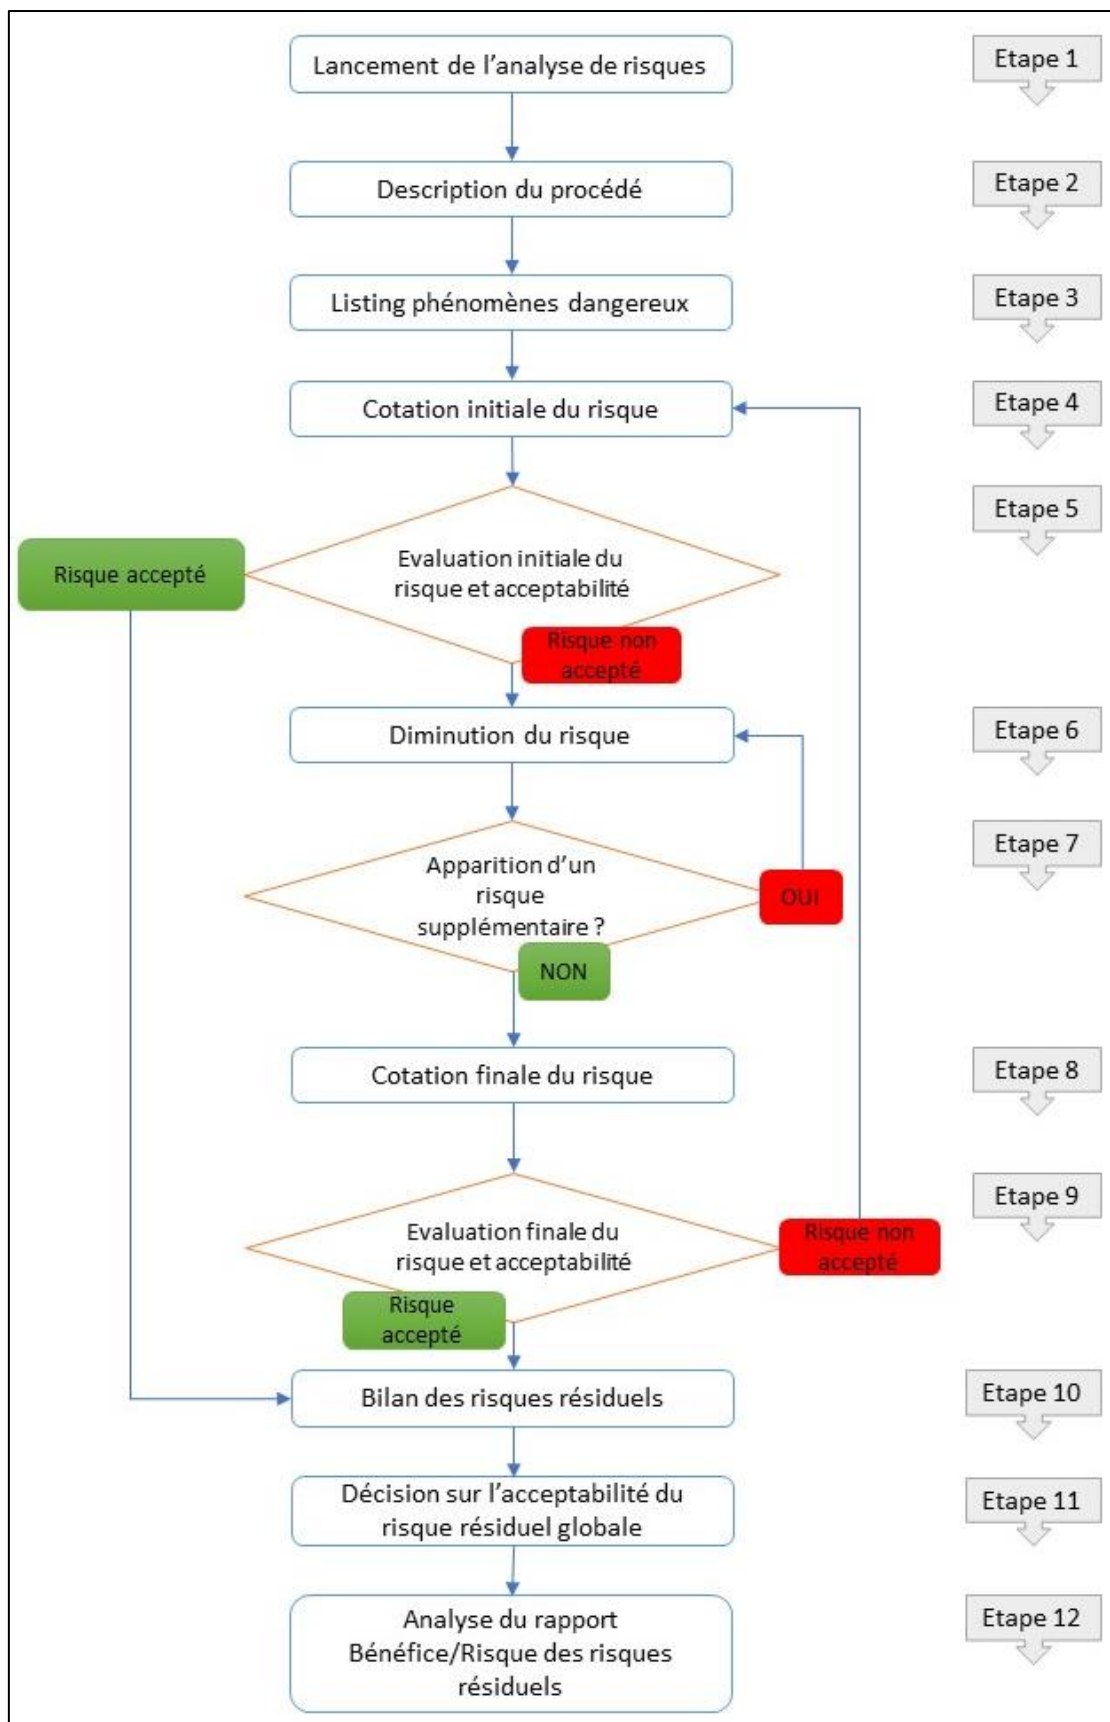 Lancement de l’analyse de risques
Etape 1
Description du procédé
Etape 2
Listing phénomènes dangereux
Etape 3
Cotation initiale du risque
Etape 4
Etape 5
Evaluation initiale du
risque et acceptabilité
Risque accepté
Risque non
accepté
Diminution du risque
Etape 6
Etape 7
Apparition d’un
risque
supplémentaire ?
OUI
NON
Cotation finale du risque
Etape 8
Etape 9
Evaluation finale du
risque et acceptabilité
Risque non
accepté
Risque
accepté
Bilan des risques résiduels
Etape 10
Décision sur l’acceptabilité du
risque résiduel globale
Etape 11
Analyse du rapport
Bénéfice/Risque des risques
résiduels
Etape 12